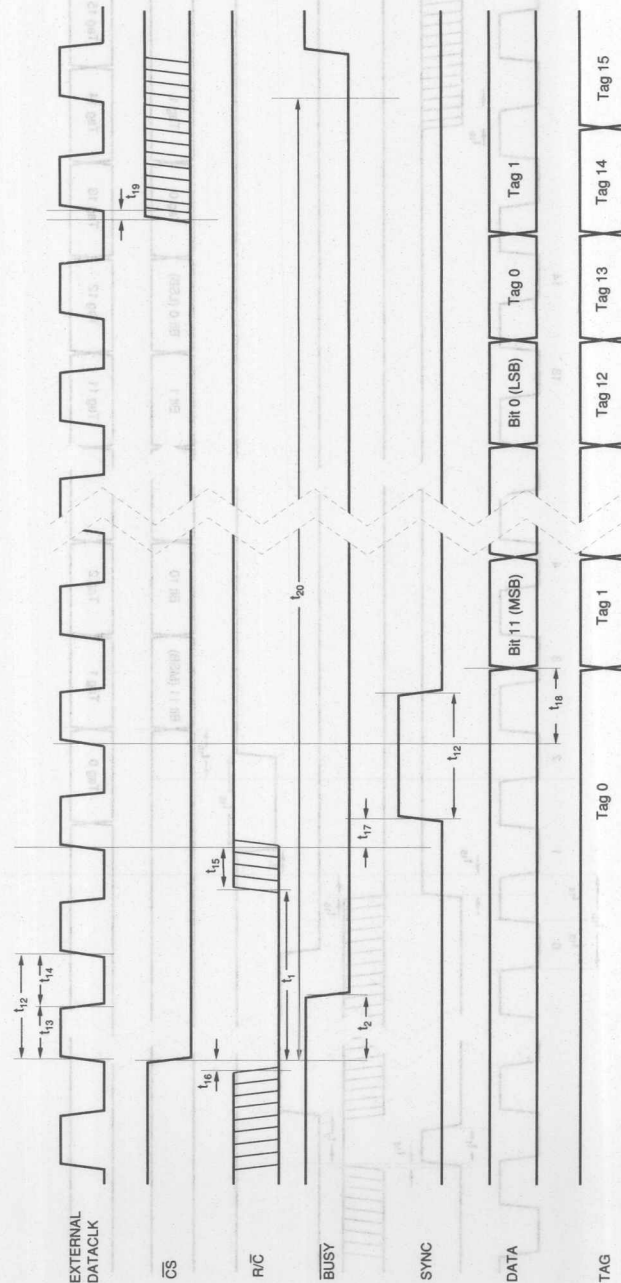 EXTERNAL
DATACLK
t12
t13
t14
CS
t19
R/C
t16
t1
t15
t20
BUSY
t2
t17
SYNC
t12
t18
DATA
Bit 11 (MSB)
Bit 0 (LSB)
Tag 0
Tag 1
TAG
Tag 0
Tag 1
Tag 12
Tag 13
Tag 14
Tag 15